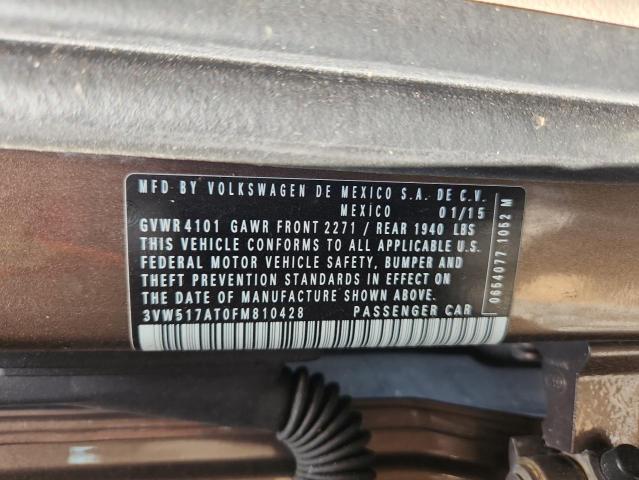 MFD BY VOLKSWAGEN DE MEXICO S.A. DE C.V.
MEXICO 01/15
GVWR 4101 GAWR FRONT 2271 / REAR 1940 LBS
THIS VEHICLE CONFORMS TO ALL APPLICABLE U.S.
FEDERAL MOTOR VEHICLE SAFETY, BUMPER AND
THEFT PREVENTION STANDARDS IN EFFECT ON
THE DATE OF MANUFACTURE SHOWN ABOVE.
3VW517AT0FM810428 PASSENGER CAR
0654077 1052 M